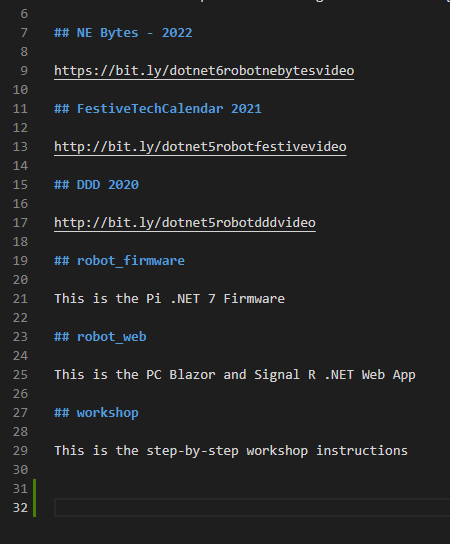 6
7 ## NE Bytes - 2022
8
9 https://bit.ly/dotnet6robotnebytesvideo
10
11 ## FestiveTechCalendar 2021
12
13 http://bit.ly/dotnet5robotfestivevideo
14
15 ## DDD 2020
16
17 http://bit.ly/dotnet5robotdddvideo
18
19 ## robot_firmware
20
21 This is the Pi .NET 7 Firmware
22
23 ## robot_web
24
25 This is the PC Blazor and Signal R .NET Web App
26
27 ## workshop
28
29 This is the step-by-step workshop instructions
30
31
32